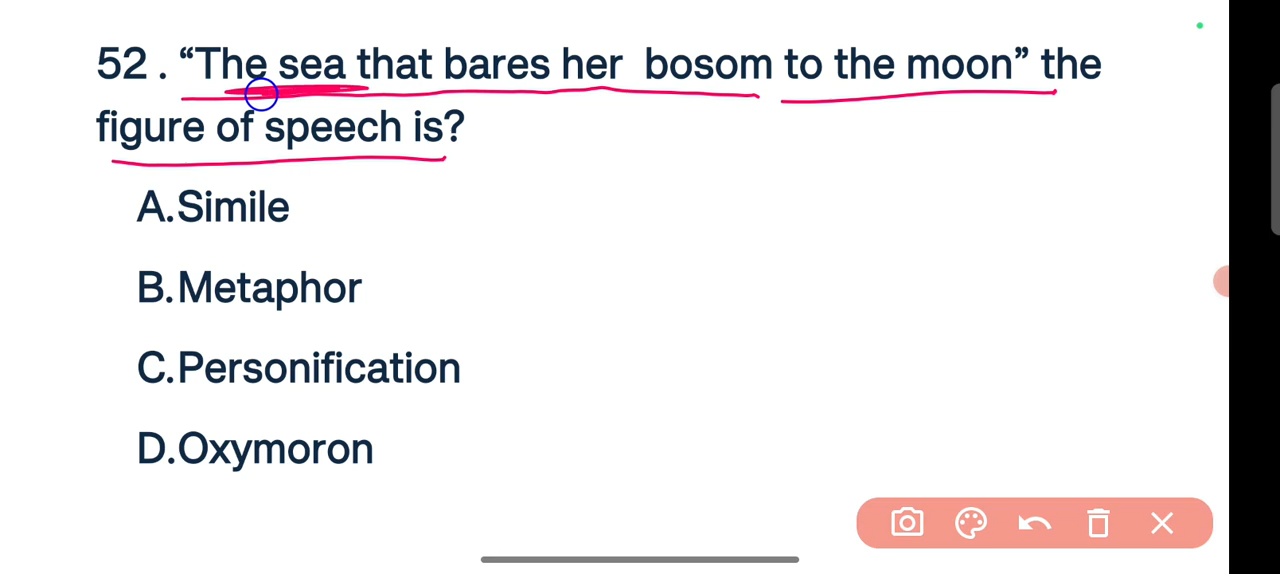 52 . “The sea that bares her bosom to the moon” the
figure of speech is?
A.Simile
B.Metaphor
C.Personification
D.Oxymoron